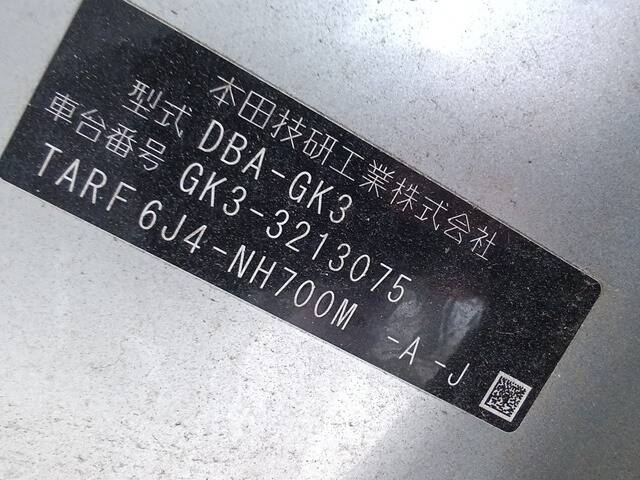 本田技研工業株式会社
型式 DBA-GK3
車台番号 GK3-3213075
TARF 6J4-NH700M -A-J